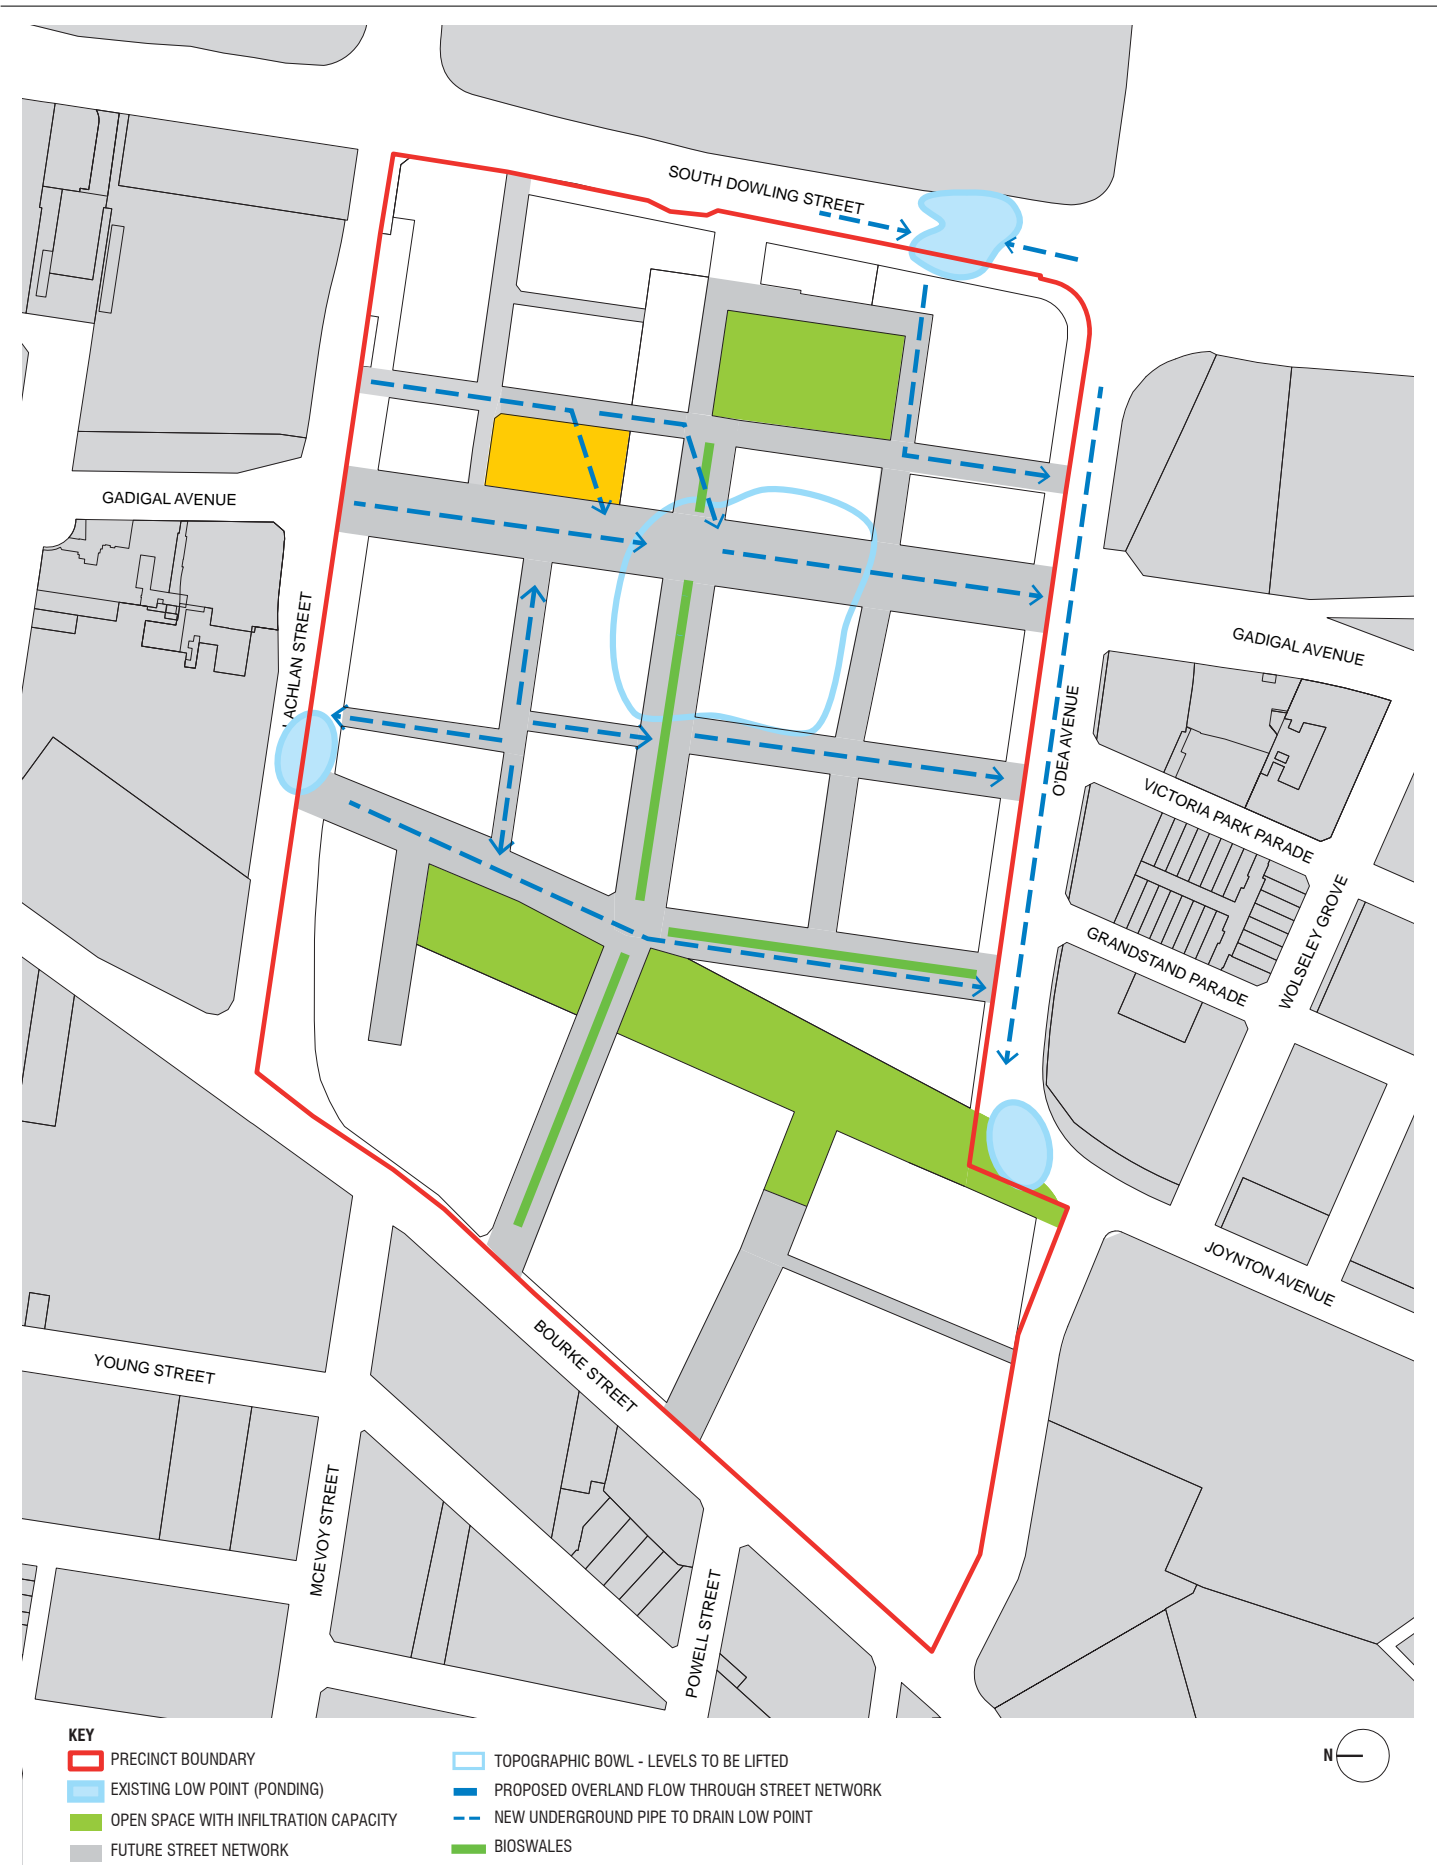 SOUTH DOWLING STREET
GADIGAL AVENUE
LACHLAN STREET
GADIGAL AVENUE
O'DEA AVENUE
VICTORIA PARK PARADE
WOLSELEY GROVE
GRANDSTAND PARADE
JOYNTON AVENUE
BOURKE STREET
YOUNG STREET
MCEVOY STREET
POWELL STREET
KEY
PRECINCT BOUNDARY
EXISTING LOW POINT (PONDING)
OPEN SPACE WITH INFILTRATION CAPACITY
FUTURE STREET NETWORK
TOPOGRAPHIC BOWL - LEVELS TO BE LIFTED
PROPOSED OVERLAND FLOW THROUGH STREET NETWORK
NEW UNDERGROUND PIPE TO DRAIN LOW POINT
BIOSWALES
N